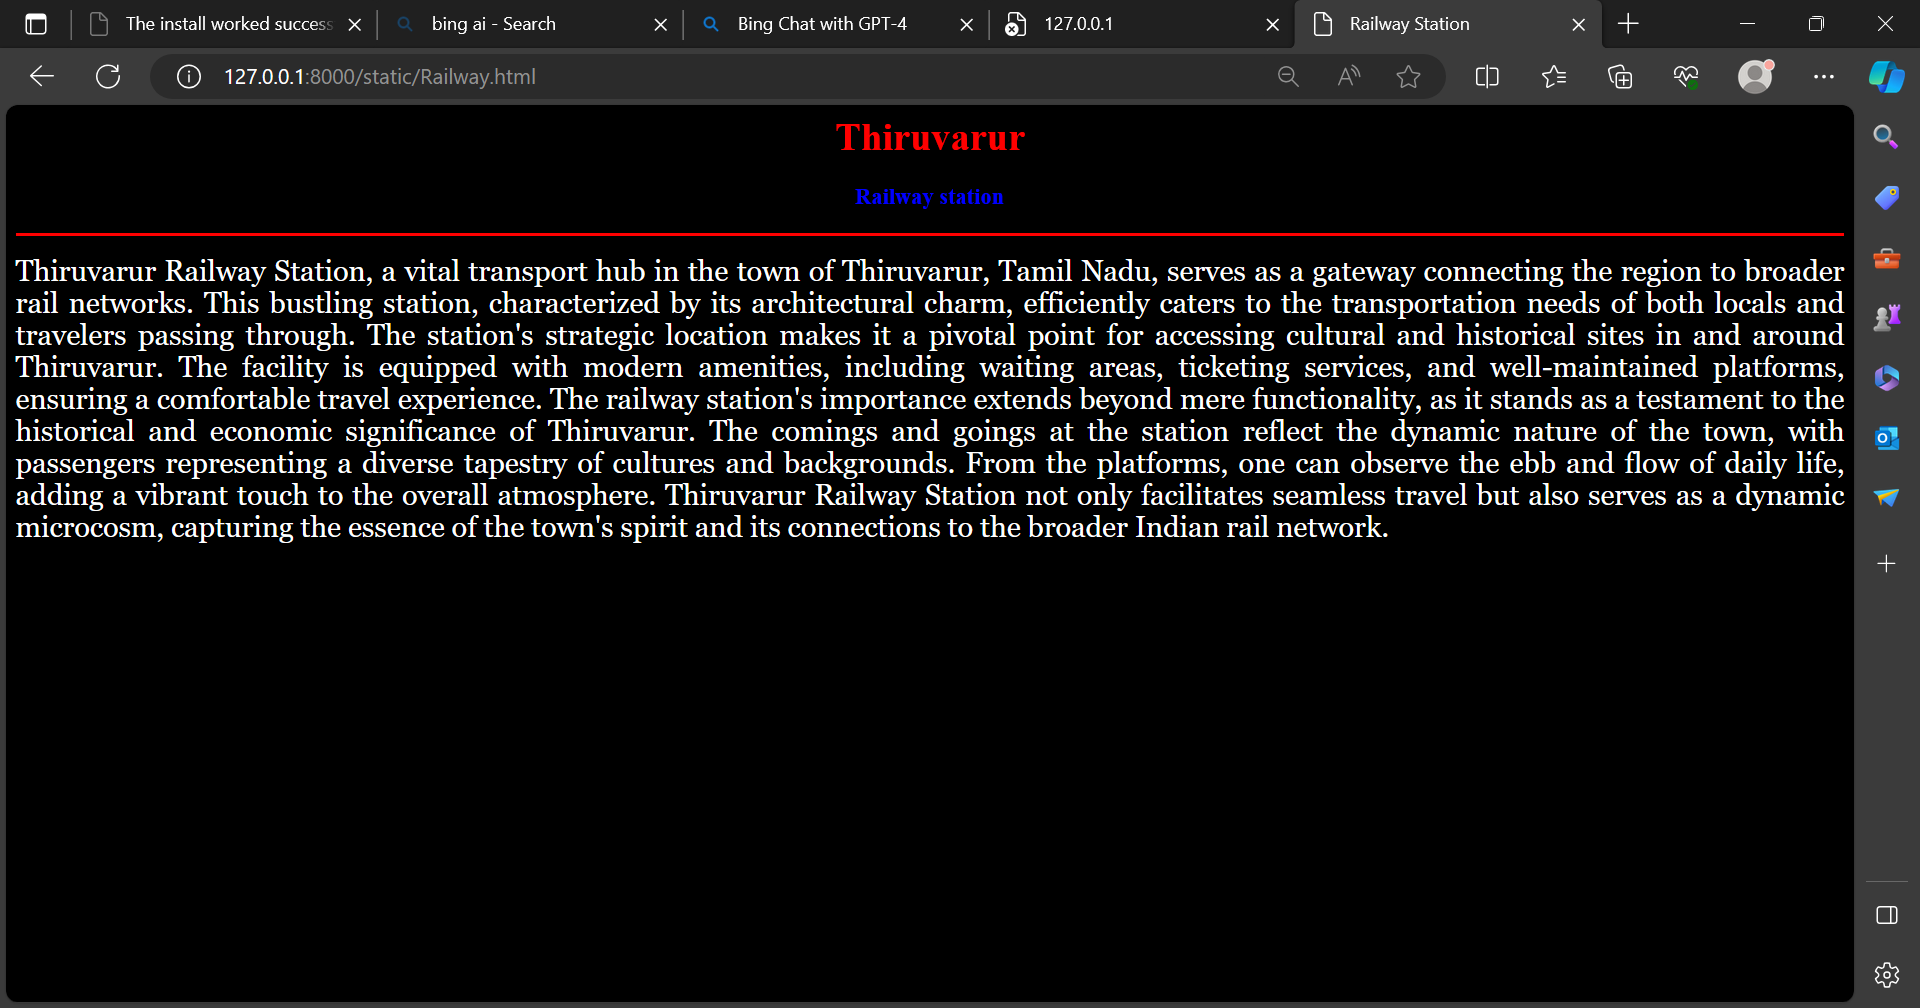 The install worked success
bing ai - Search
Bing Chat with GPT-4
127.0.0.1
Railway Station
127.0.0.1:8000/static/Railway.html
Thiruvarur
Railway station
Thiruvarur Railway Station, a vital transport hub in the town of Thiruvarur, Tamil Nadu, serves as a gateway connecting the region to broader
rail networks. This bustling station, characterized by its architectural charm, efficiently caters to the transportation needs of both locals and
travelers passing through. The station's strategic location makes it a pivotal point for accessing cultural and historical sites in and around
Thiruvarur. The facility is equipped with modern amenities, including waiting areas, ticketing services, and well-maintained platforms,
ensuring a comfortable travel experience. The railway station's importance extends beyond mere functionality, as it stands as a testament to the
historical and economic significance of Thiruvarur. The comings and goings at the station reflect the dynamic nature of the town, with
passengers representing a diverse tapestry of cultures and backgrounds. From the platforms, one can observe the ebb and flow of daily life,
adding a vibrant touch to the overall atmosphere. Thiruvarur Railway Station not only facilitates seamless travel but also serves as a dynamic
microcosm, capturing the essence of the town's spirit and its connections to the broader Indian rail network.